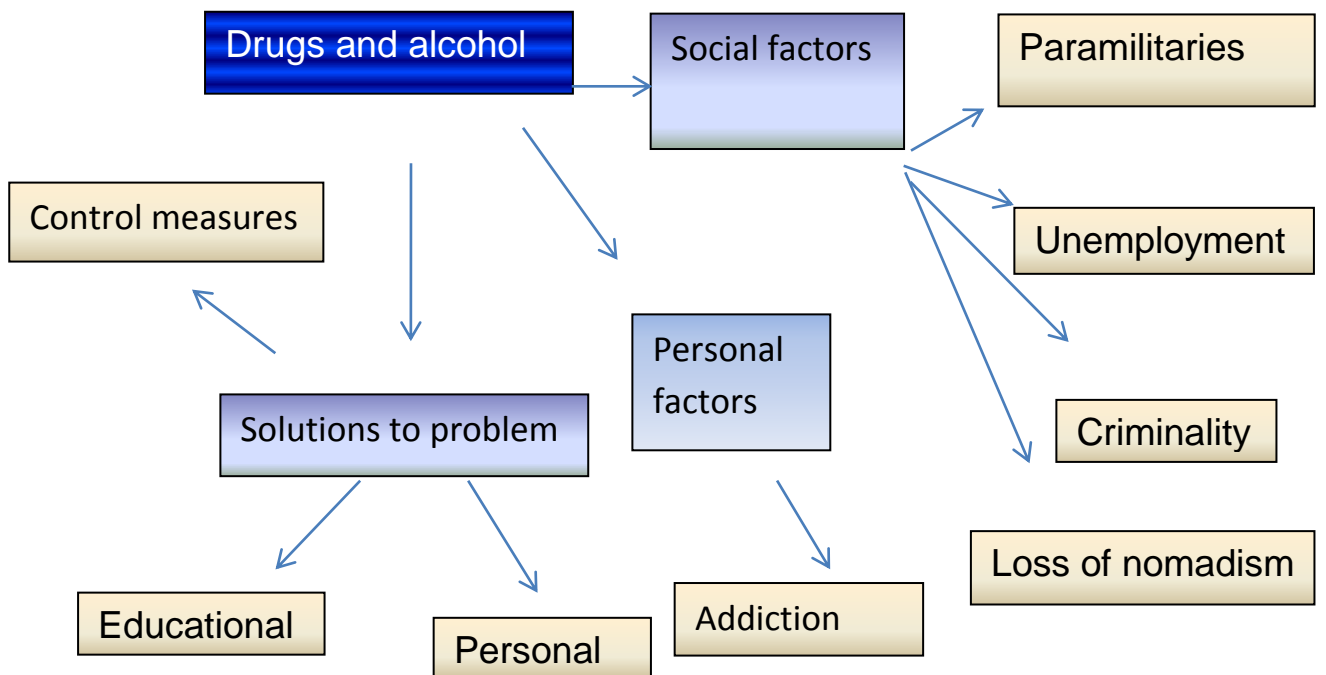 Drugs and alcohol
Social factors
Paramilitaries
Control measures
Unemployment
Personal
factors
Solutions to problem
Criminality
Loss of nomadism
Educational
Personal
Addiction